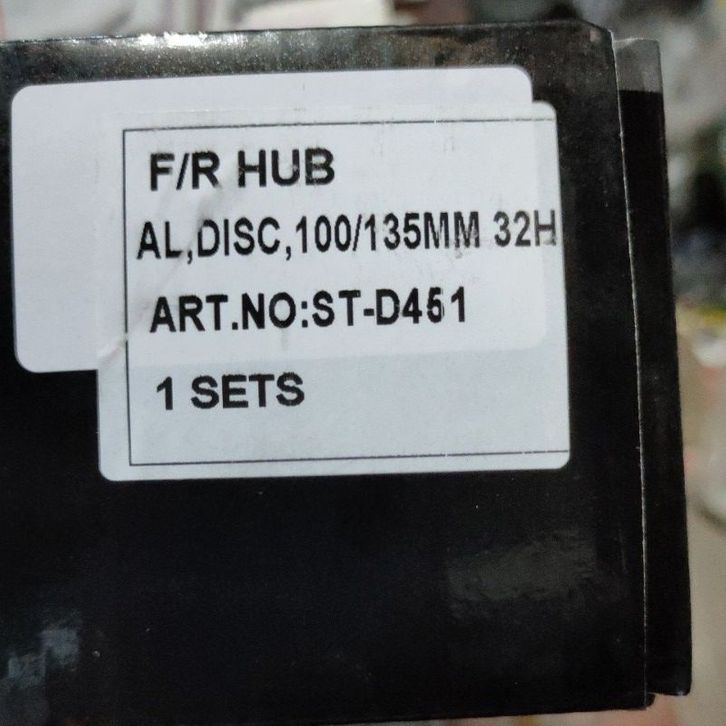 F/R HUB
AL,DISC,100/135MM 32H
ART.NO:ST-D451
1 SETS